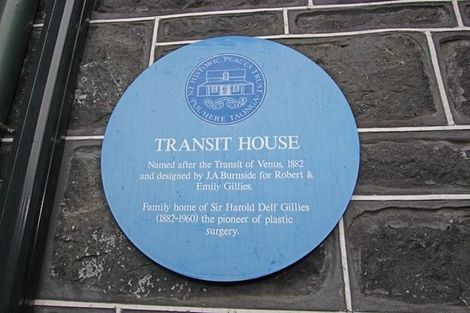 NZ HISTORIC PLACES TRUST
POUHERE TAONGA
TRANSIT HOUSE
Named after the Transit of Venus, 1882
and designed by J.A.Burnside for Robert &
Emily Gillies.
Family home of Sir Harold Delf Gillies
(1882-1960) the pioneer of plastic
surgery.